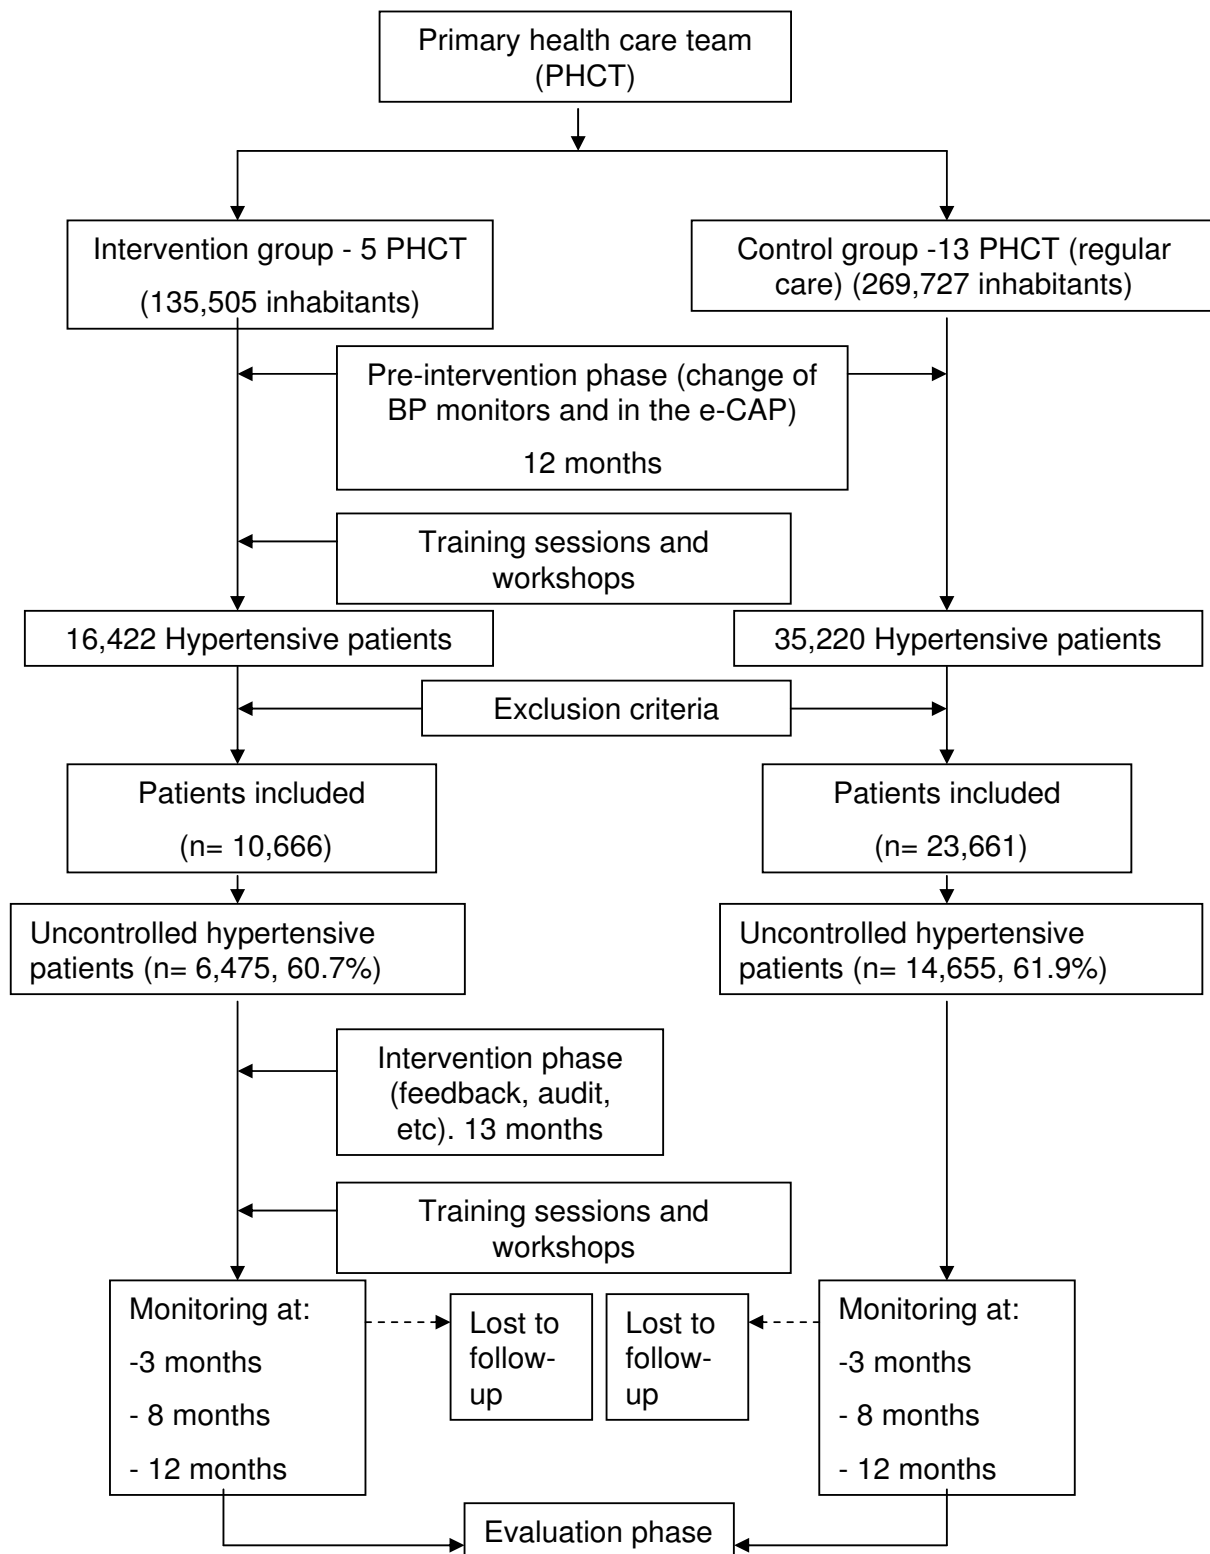 Primary health care team
(PHCT)
Intervention group - 5 PHCT
(135,505 inhabitants)
Control group -13 PHCT (regular
care) (269,727 inhabitants)
Pre-intervention phase (change of
BP monitors and in the e-CAP)
12 months
Training sessions and
workshops
16,422 Hypertensive patients
35,220 Hypertensive patients
Exclusion criteria
Patients included
(n= 10,666)
Patients included
(n= 23,661)
Uncontrolled hypertensive
patients (n= 6,475, 60.7%)
Uncontrolled hypertensive
patients (n= 14,655, 61.9%)
Intervention phase
(feedback, audit,
etc). 13 months
Training sessions and
workshops
Monitoring at:
-3 months
- 8 months
- 12 months
Lost to
follow-
up
Lost to
follow-
up
Monitoring at:
-3 months
- 8 months
- 12 months
Evaluation phase